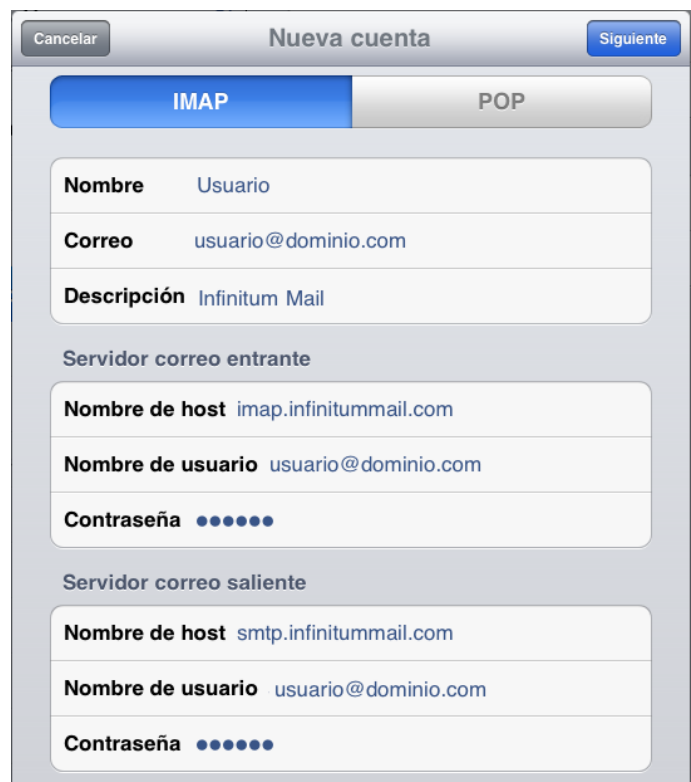 Cancelar Nueva cuenta Siguiente
IMAP POP
Nombre Usuario
Correo usuario@dominio.com
Descripción Infinitum Mail
Servidor correo entrante
Nombre de host imap.infinitummail.com
Nombre de usuario usuario@dominio.com
Contraseña ●●●●●●
Servidor correo saliente
Nombre de host smtp.infinitummail.com
Nombre de usuario usuario@dominio.com
Contraseña ●●●●●●